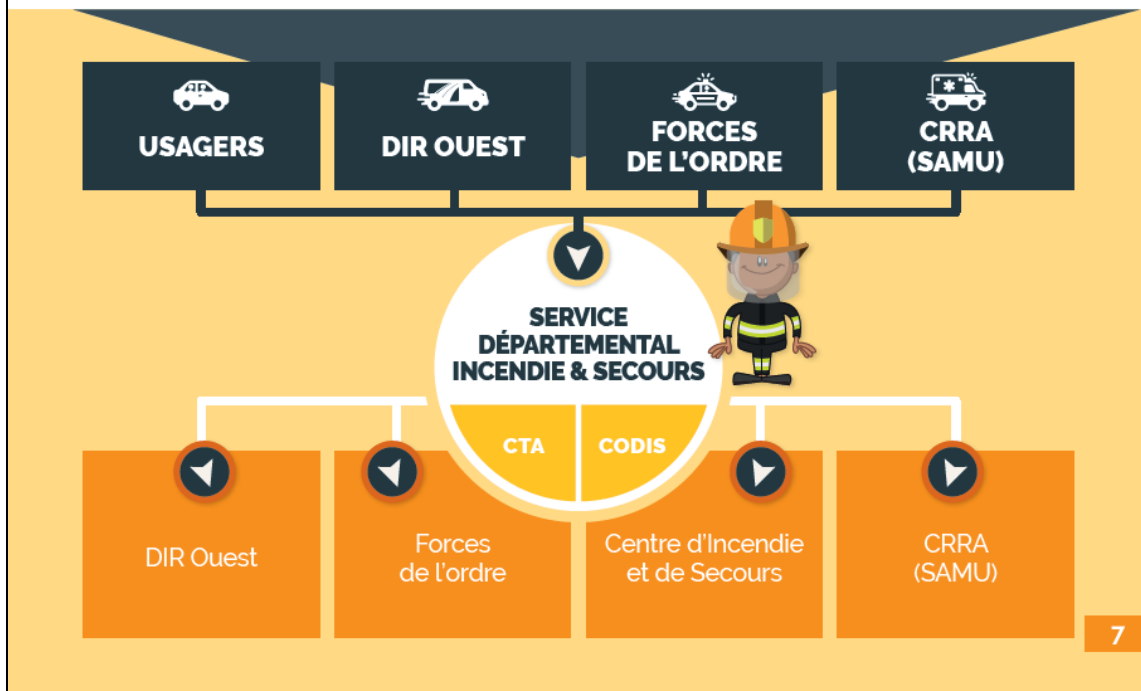 USAGERS
DIR OUEST
FORCES
DE L'ORDRE
CRRA
(SAMU)
SERVICE
DÉPARTEMENTAL
INCENDIE & SECOURS
CTA
CODIS
DIR Ouest
Forces
de l'ordre
Centre d'Incendie
et de Secours
CRRA
(SAMU)
7